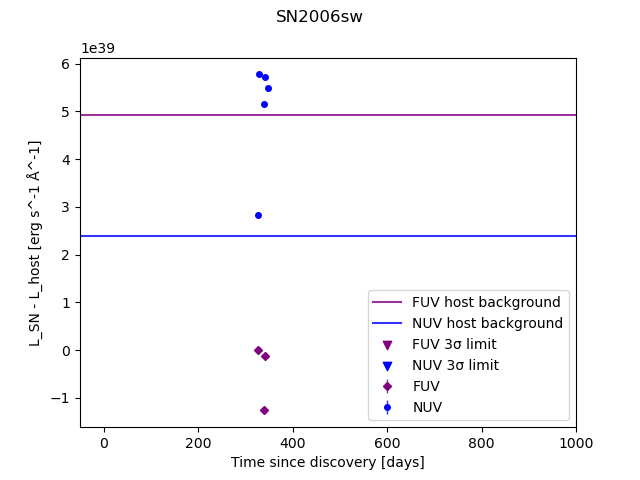 SN2006sw
1e39
6
5
4
3
2
1
0
−1
L_SN - L_host [erg s^-1 Å^-1]
FUV host background
NUV host background
FUV 3σ limit
NUV 3σ limit
FUV
NUV
0 200 400 600 800 1000
Time since discovery [days]